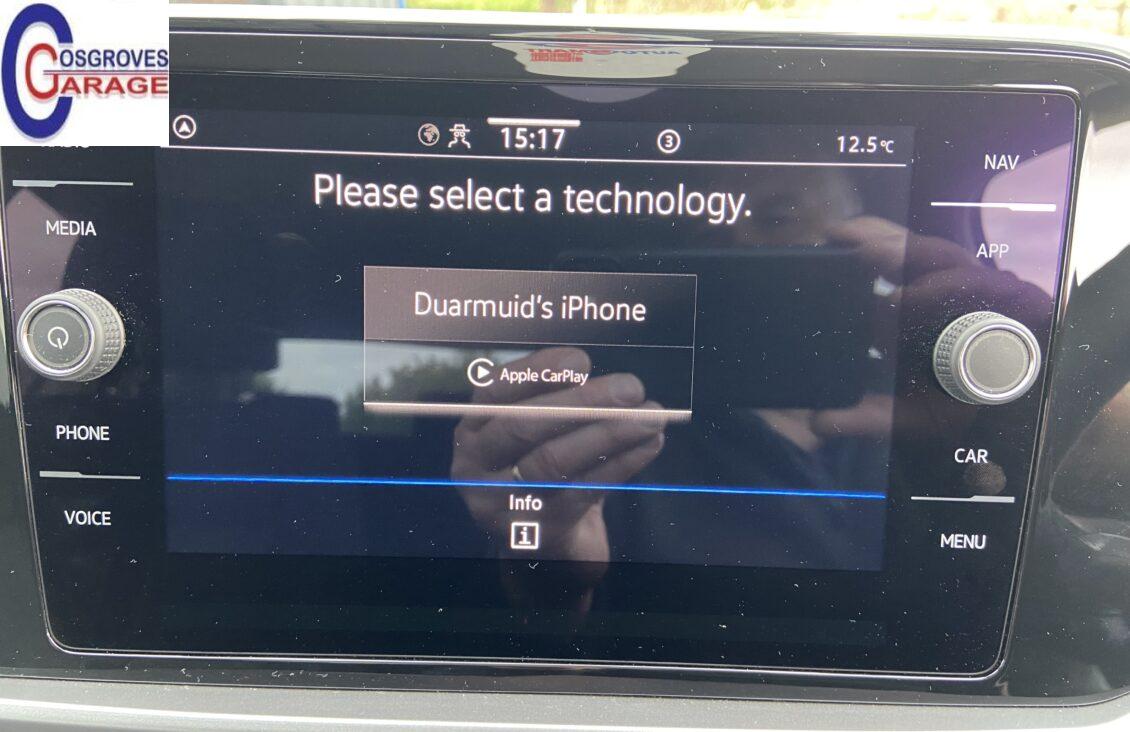 COSGROVES
GARAGE
15:17
3
12.5°C
NAV
Please select a technology.
MEDIA
APP
Duarmuid's iPhone
Apple CarPlay
PHONE
CAR
Info
i
VOICE
MENU